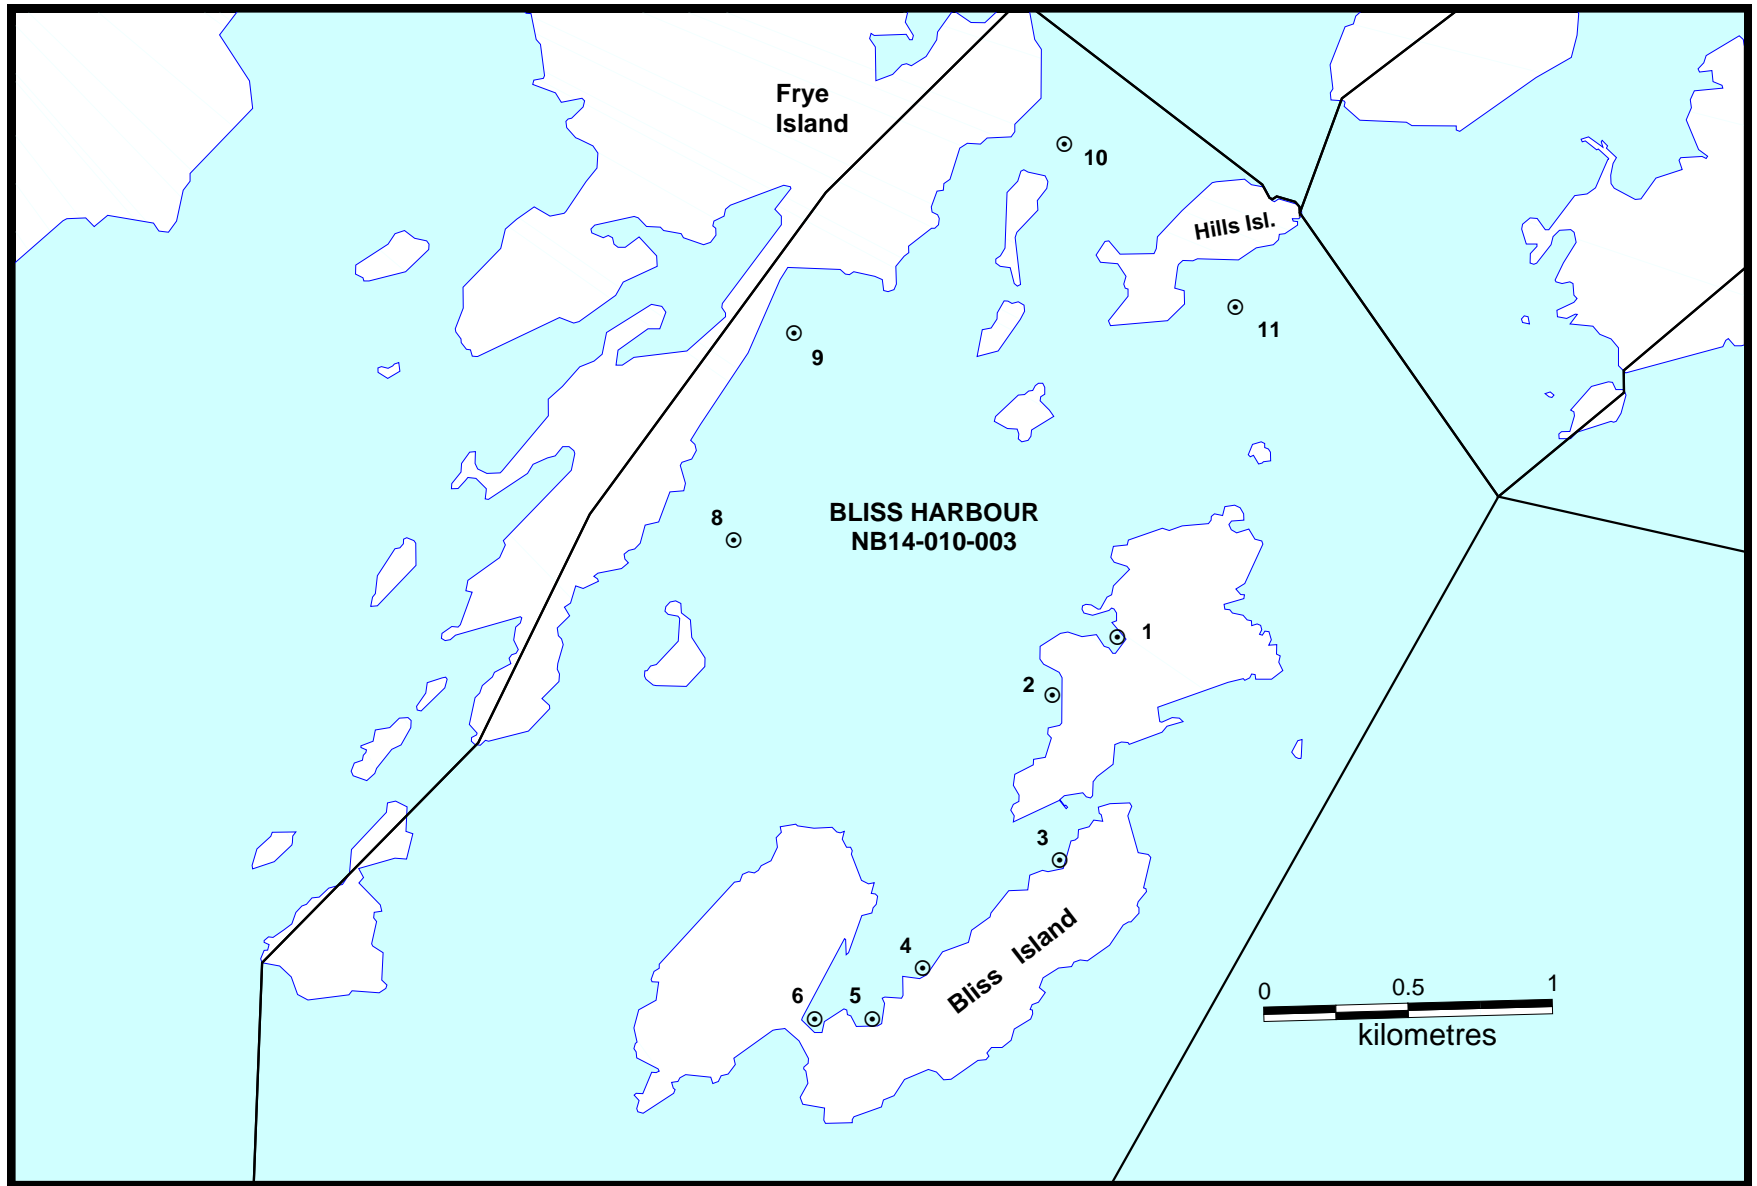 Frye
Island
10
Hills Isl.
11
9
8
BLISS HARBOUR
NB14-010-003
1
2
3
4
Bliss Island
6
5
0 0.5 1
kilometres